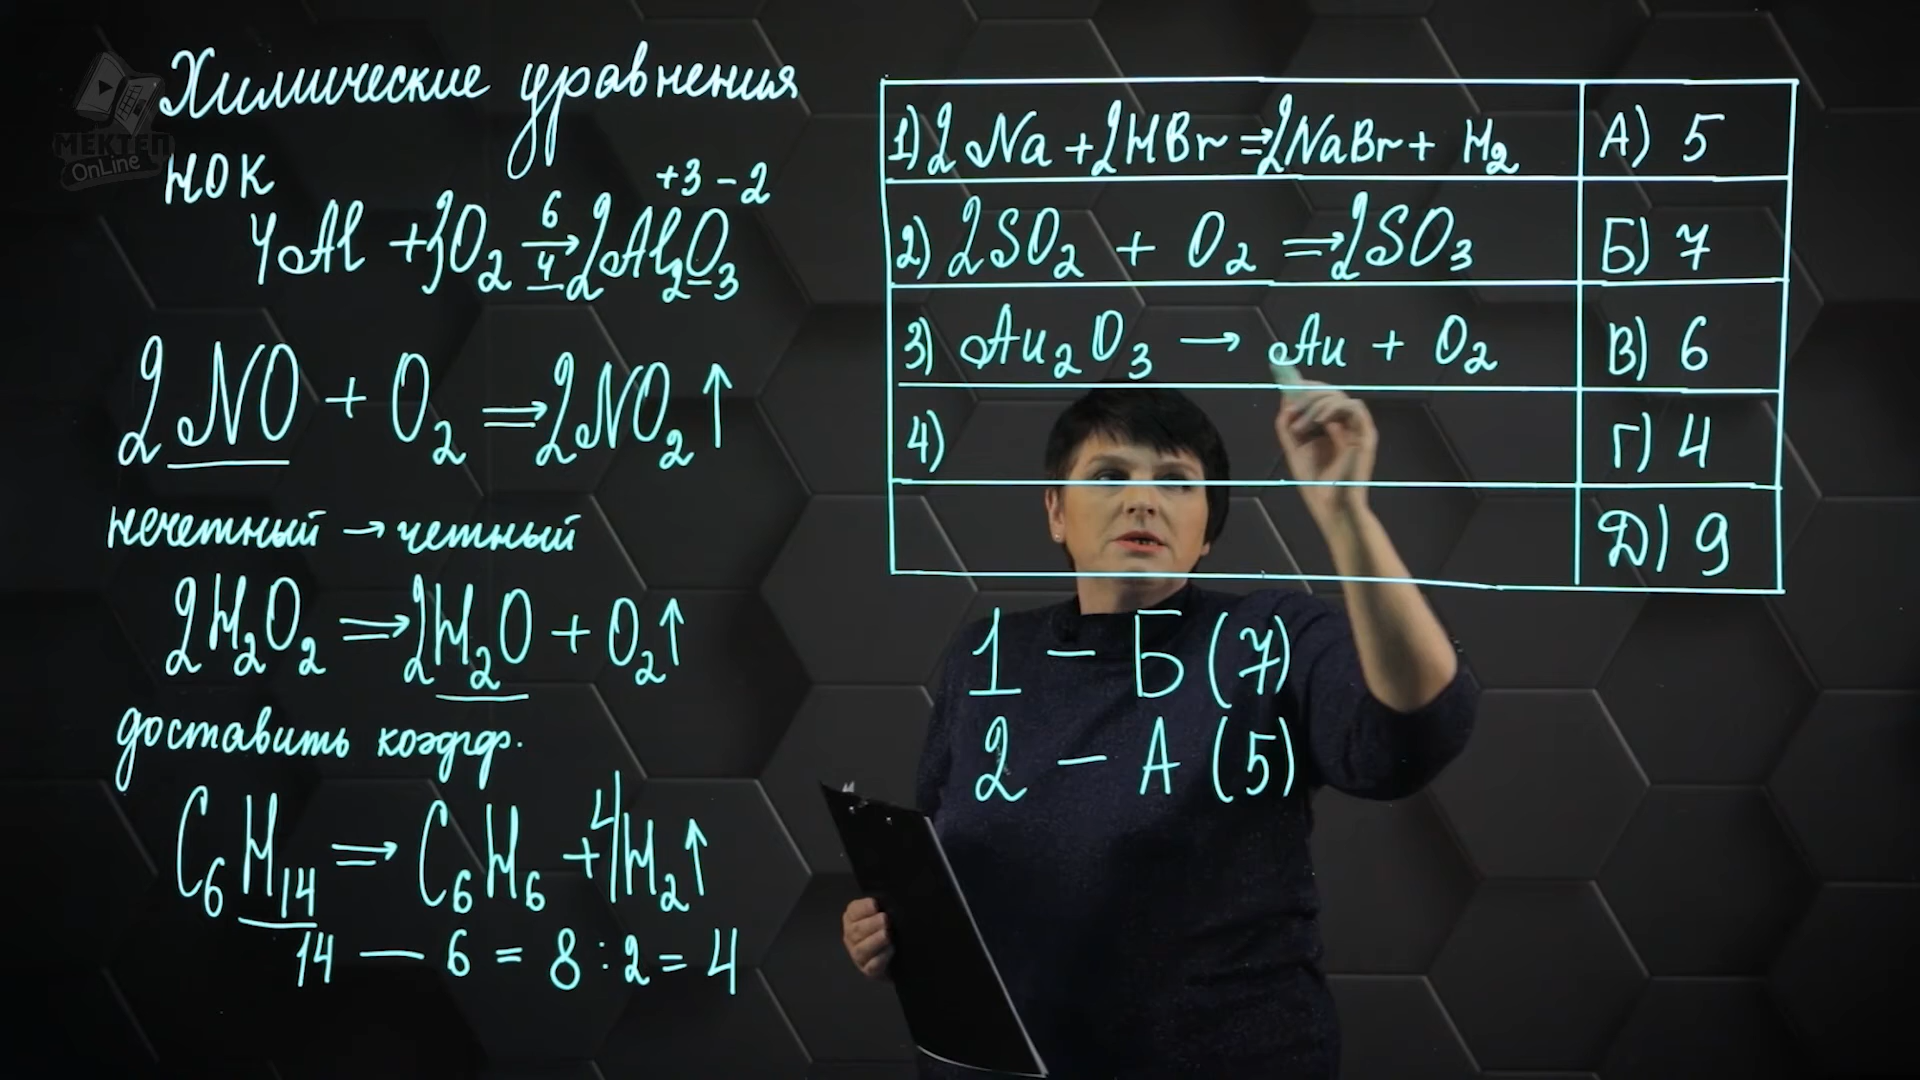 МЕКТЕП
OnLine
Химические уравнения
НОК
+3 -2
4Al + 3O₂ 6/4→ 2Al₂O₃
2NO + O₂ ⇒ 2NO₂↑
нечетный → четный
2H₂O₂ ⇒ 2H₂O + O₂↑
доставить коэфф.
C₆H₁₄ ⇒ C₆H₆ + 4H₂↑
14 — 6 = 8 : 2 = 4
1) 2Na + 2HBr ⇒ 2NaBr + H₂ А) 5
2) 2SO₂ + O₂ ⇒ 2SO₃ Б) 7
3) Au₂O₃ → Au + O₂ В) 6
4) Г) 4
Д) 9
1 — Б (7)
2 — А (5)